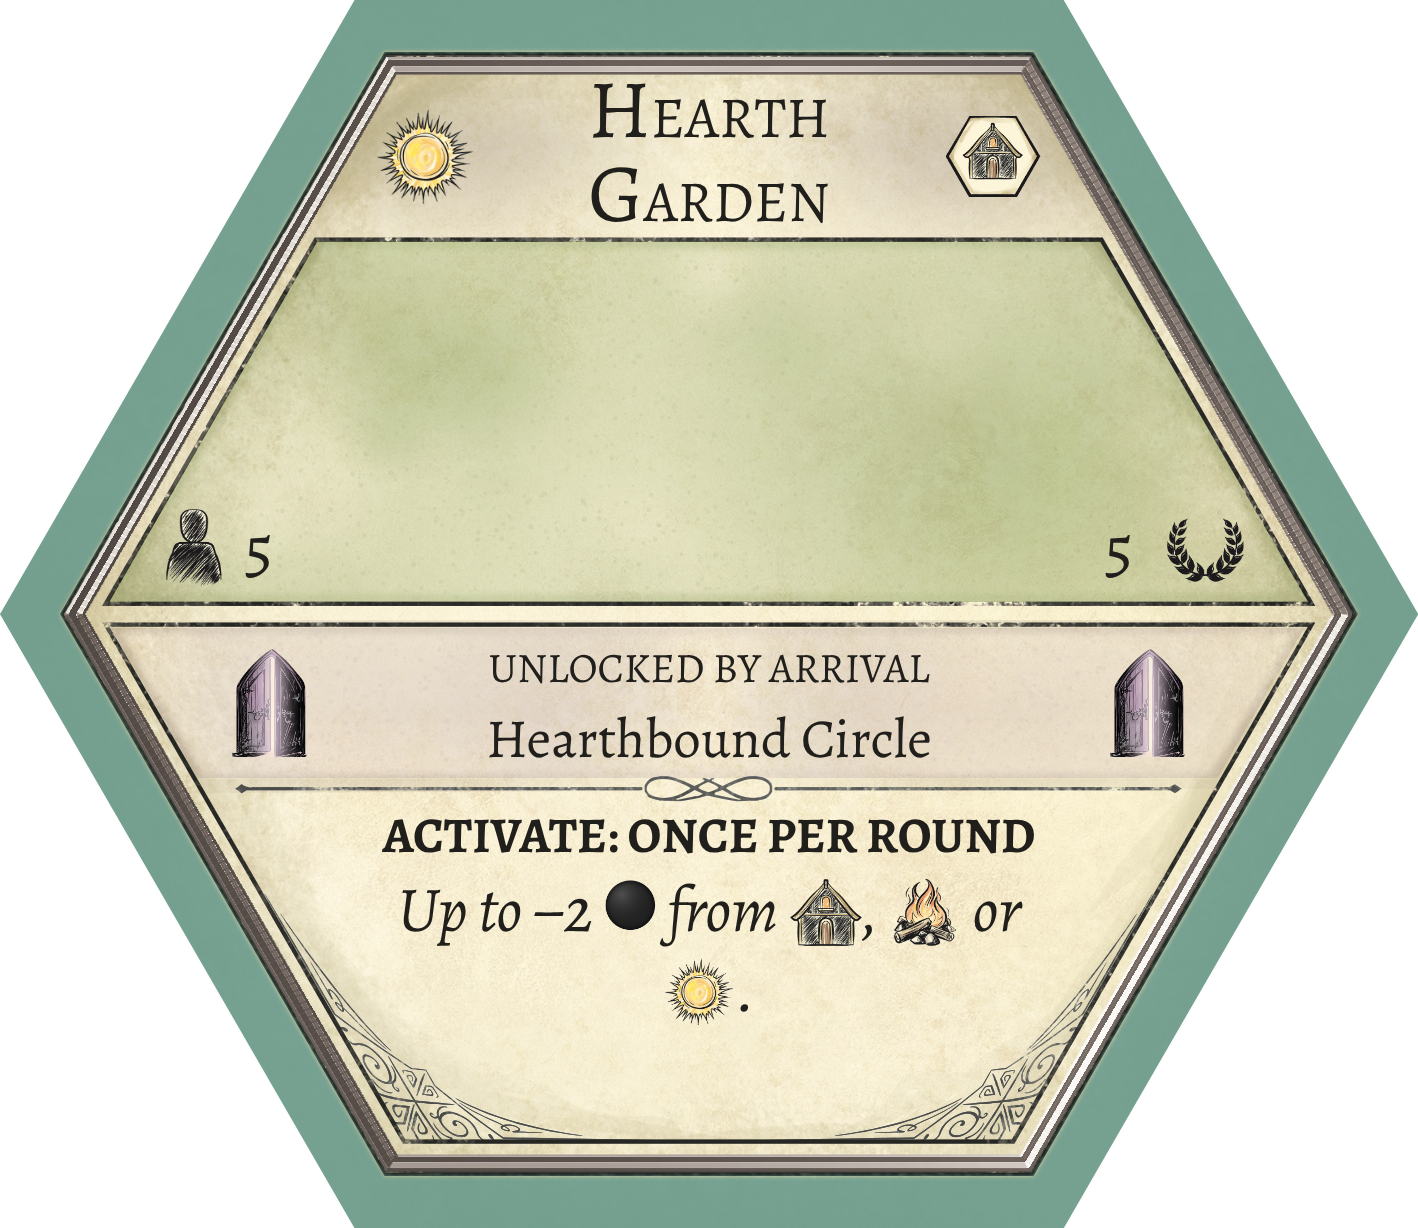 Hearth
Garden
5
5
UNLOCKED BY ARRIVAL
Hearthbound Circle
ACTIVATE: ONCE PER ROUND
Up to –2 from , or
.